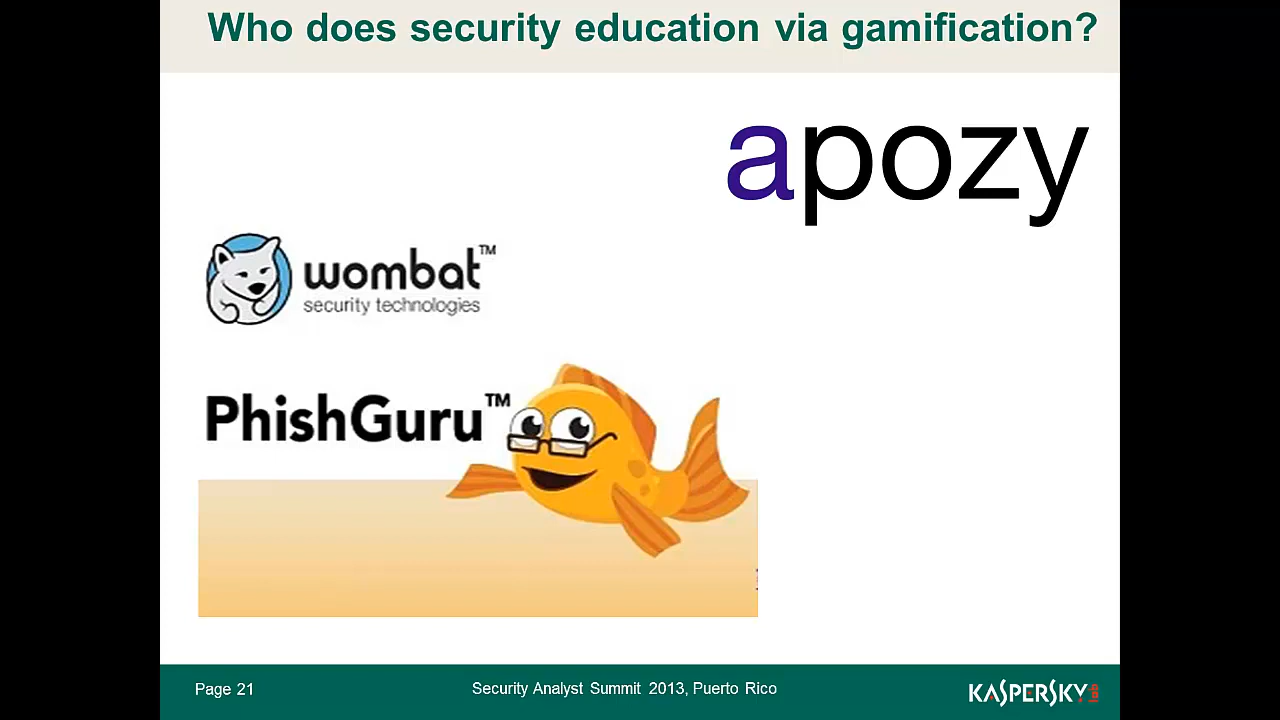 Who does security education via gamification?
apozy
wombat™
security technologies
PhishGuru™
Page 21
Security Analyst Summit 2013, Puerto Rico
KASPERSKY lab